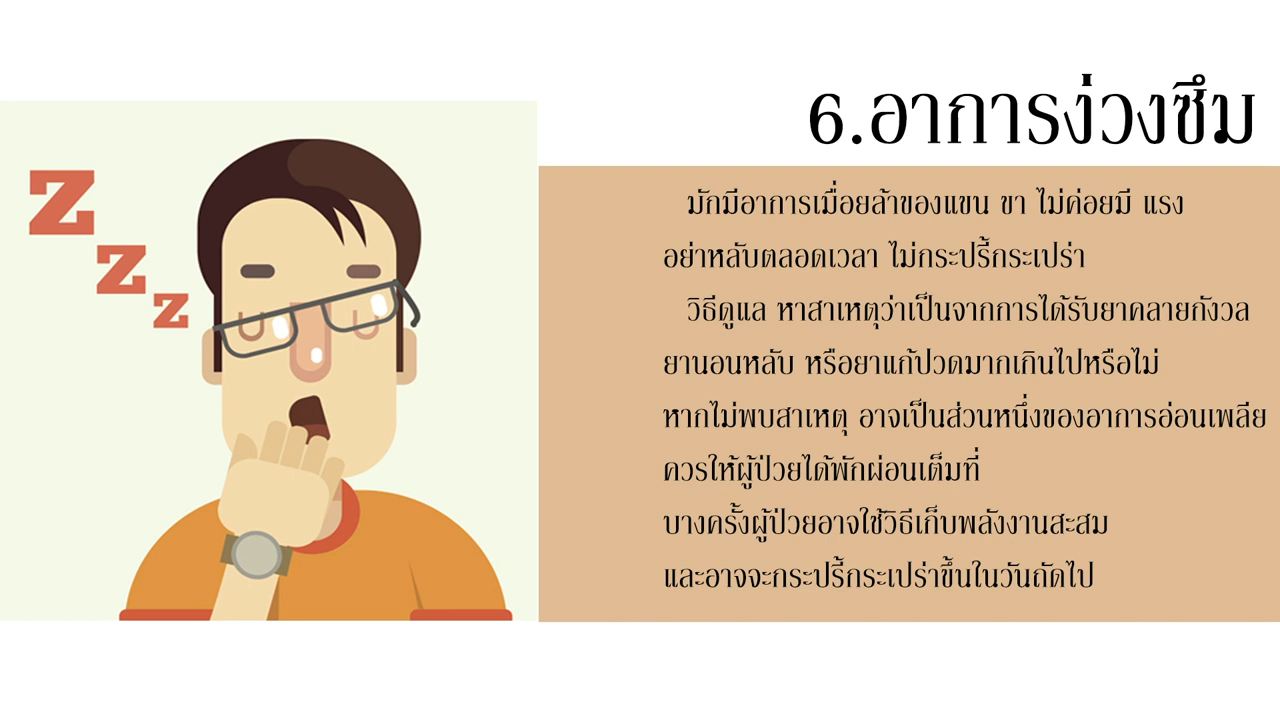 6.อาการง่วงซึม
Z
Z
Z
มักมีอาการเมื่อยล้าของแขน ขา ไม่ค่อยมี แรง
อย่าหลับตลอดเวลา ไม่กระปรี้กระเปร่า
วิธีดูแล หาสาเหตุว่าเป็นจากการได้รับยาคลายกังวล
ยานอนหลับ หรือยาแก้ปวดมากเกินไปหรือไม่
หากไม่พบสาเหตุ อาจเป็นส่วนหนึ่งของอาการอ่อนเพลีย
ควรให้ผู้ป่วยได้พักผ่อนเต็มที่
บางครั้งผู้ป่วยอาจใช้วิธีเก็บพลังงานสะสม
และอาจจะกระปรี้กระเปร่าขึ้นในวันถัดไป